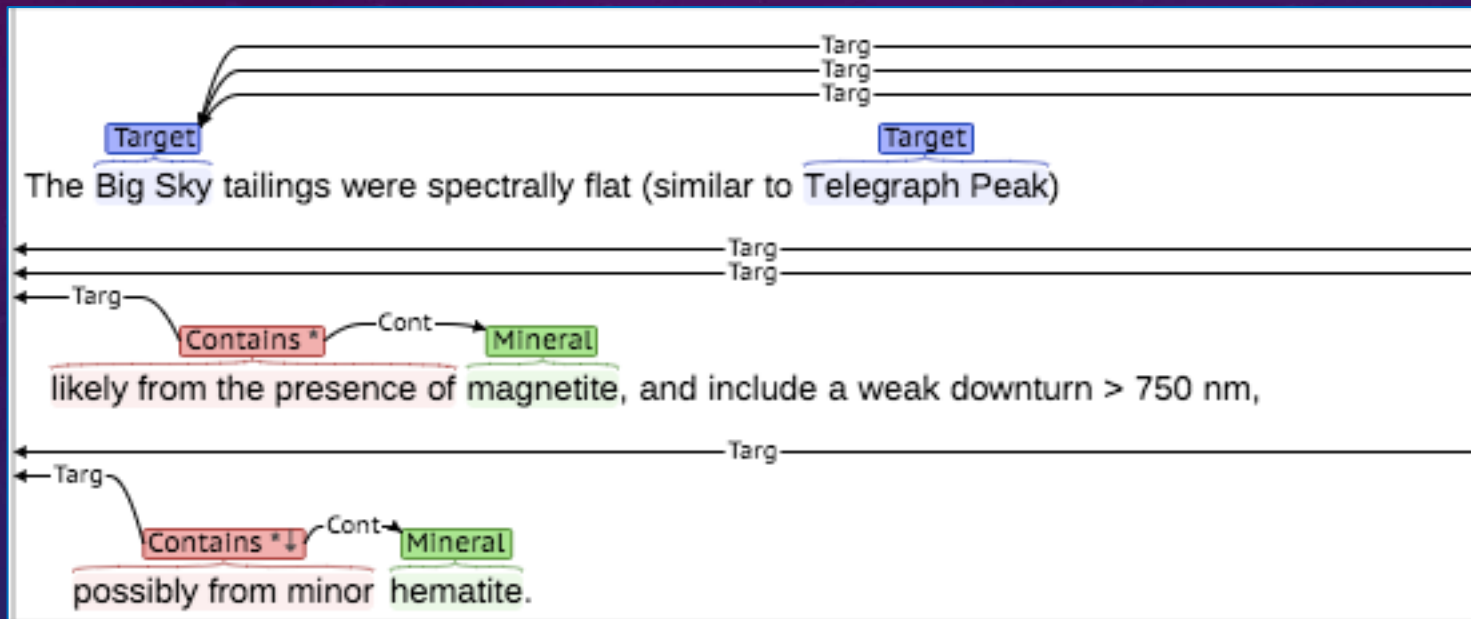 Targ
Targ
Targ
Target Target
The Big Sky tailings were spectrally flat (similar to Telegraph Peak)
Targ
Targ
Targ
Contains * Cont Mineral
likely from the presence of magnetite, and include a weak downturn > 750 nm,
Targ
Targ
Contains *↓ Cont Mineral
possibly from minor hematite.